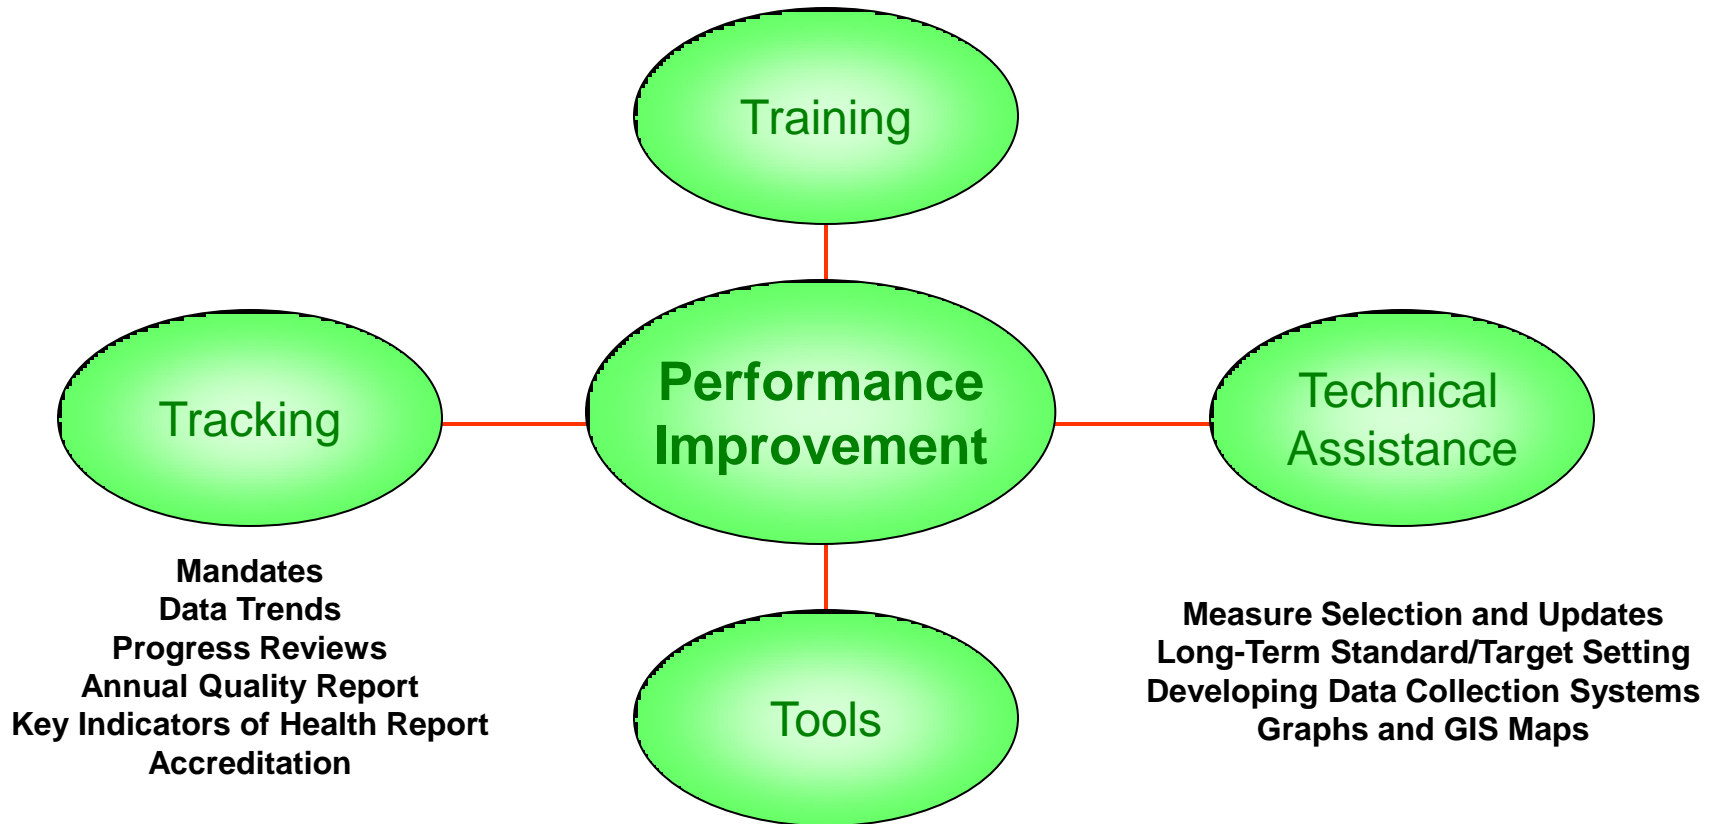 Training
Performance
Improvement
Tracking
Technical
Assistance
Mandates
Data Trends
Progress Reviews
Annual Quality Report
Key Indicators of Health Report
Accreditation
Measure Selection and Updates
Long-Term Standard/Target Setting
Developing Data Collection Systems
Graphs and GIS Maps
Tools